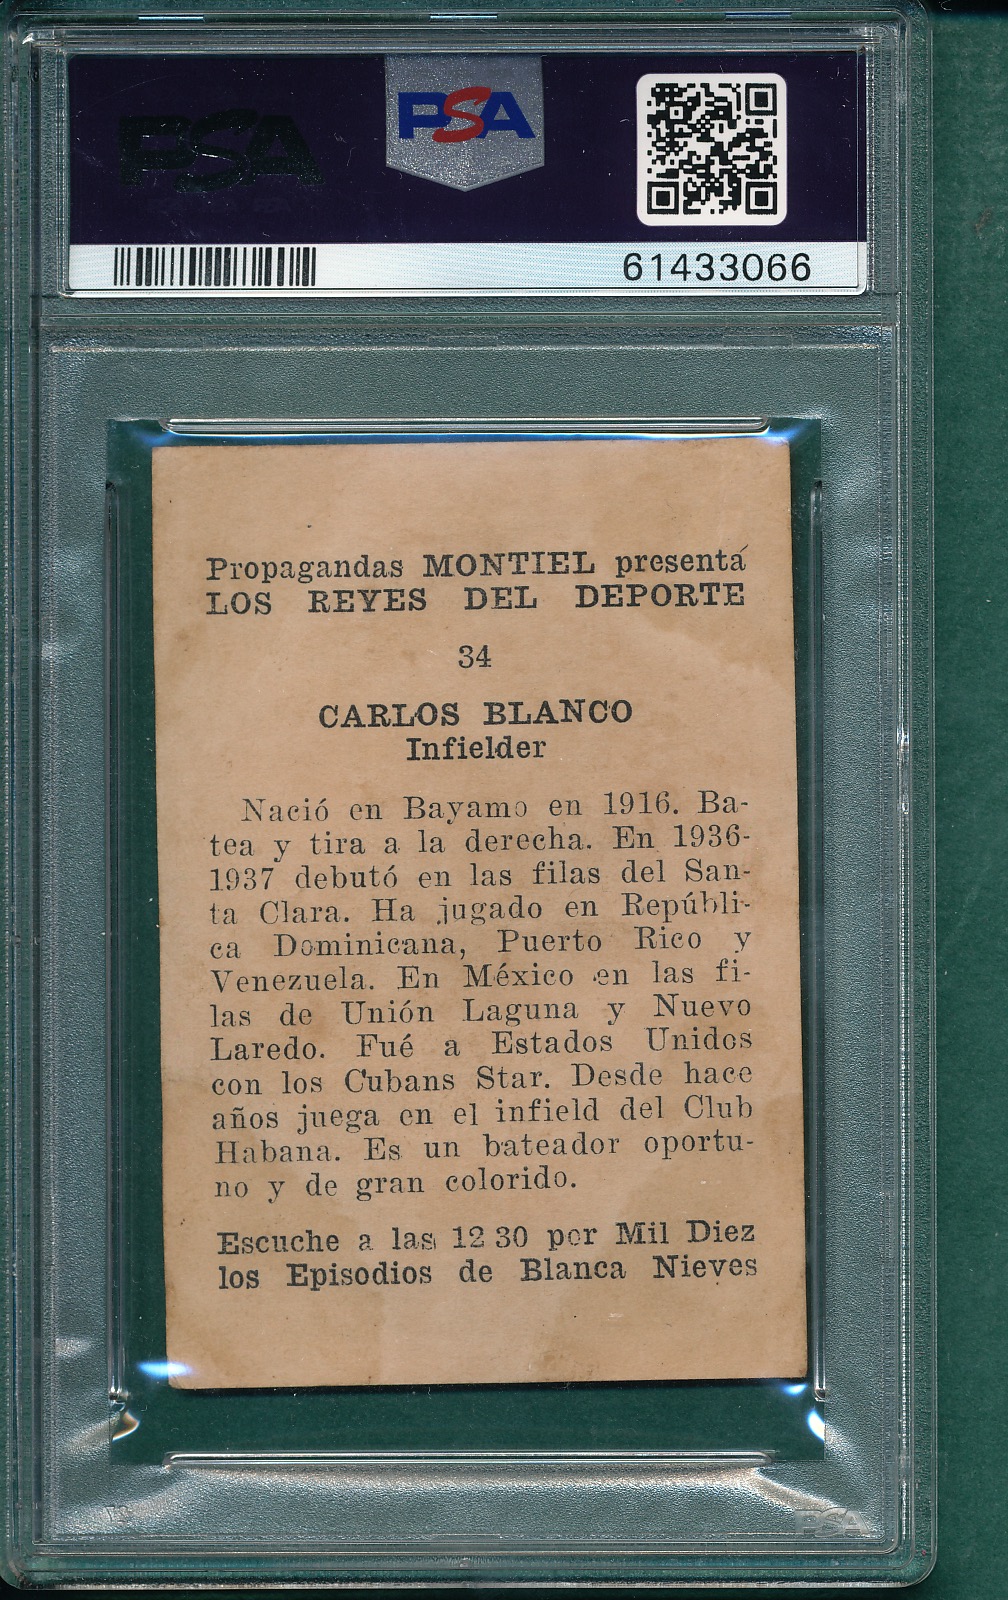 PSA
PSA
61433066
Propagandas MONTIEL presenta
LOS REYES DEL DEPORTE
34
CARLOS BLANCO
Infielder
Nació en Bayamo en 1916. Ba-
tea y tira a la derecha. En 1936-
1937 debutó en las filas del San-
ta Clara. Ha jugado en Repúbli-
ca Dominicana, Puerto Rico y
Venezuela. En México en las fi-
las de Unión Laguna y Nuevo
Laredo. Fué a Estados Unidos
con los Cubans Star. Desde hace
años juega en el infield del Club
Habana. Es un bateador oportu-
no y de gran colorido.
Escuche a las 12 30 por Mil Diez
los Episodios de Blanca Nieves
PSA